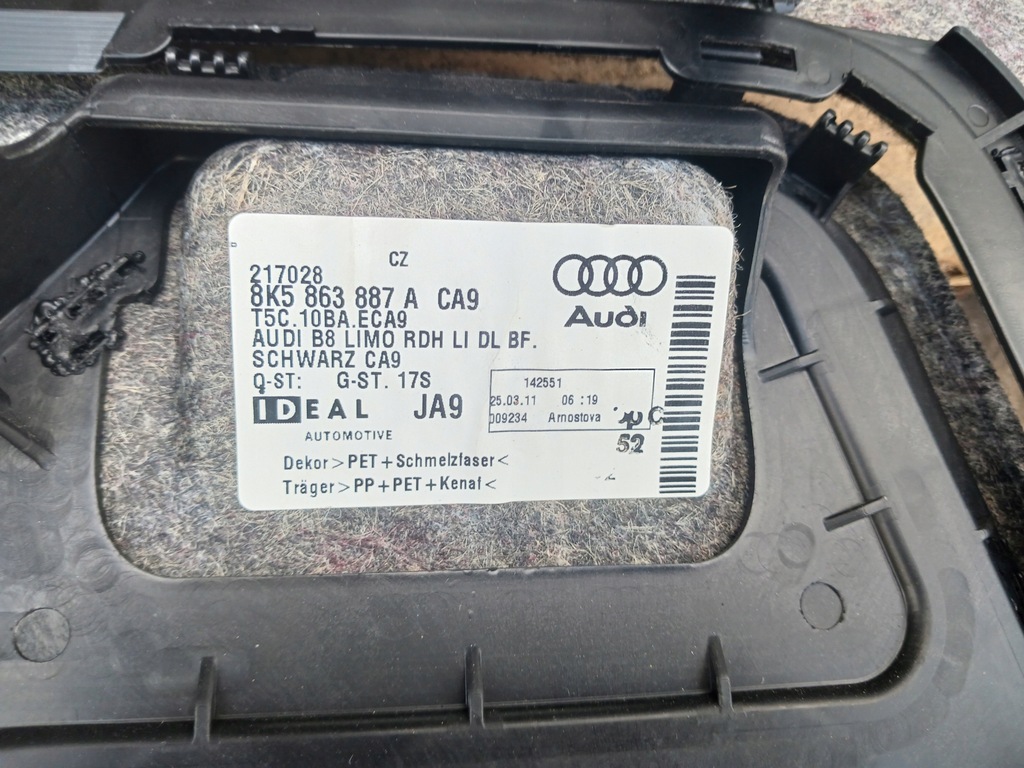 CZ
217028
8K5 863 887 A CA9
T5C.10BA.ECA9
AUDI B8 LIMO RDH LI DL BF.
SCHWARZ CA9
Q-ST: G-ST. 17S
IDEAL JA9
AUTOMOTIVE
Dekor>PET+Schmelzfaser<
Träger>PP+PET+Kenaf<
Audi
142551
25.03.11 06:19
009234 Arnostova
52